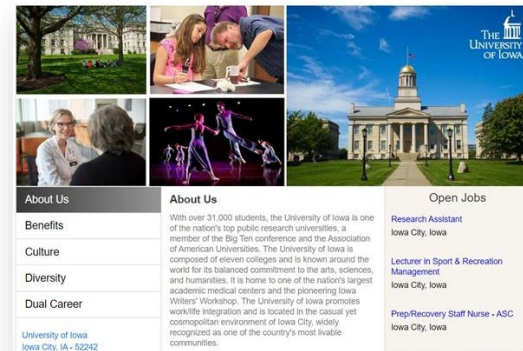 THE
UNIVERSITY
OF IOWA
About Us
Benefits
Culture
Diversity
Dual Career
University of Iowa
Iowa City, IA - 52242
About Us
With over 31,000 students, the University of Iowa is one
of the nation's top public research universities, a
member of the Big Ten conference and the Association
of American Universities. The University of Iowa is
composed of eleven colleges and is known around the
world for its balanced commitment to the arts, sciences,
and humanities. It is home to one of the nation's largest
academic medical centers and the pioneering Iowa
Writers' Workshop. The University of Iowa promotes
work/life integration and is located in the casual yet
cosmopolitan environment of Iowa City, widely
recognized as one of the country's most livable
communities.
Open Jobs
Research Assistant
Iowa City, Iowa
Lecturer in Sport & Recreation
Management
Iowa City, Iowa
Prep/Recovery Staff Nurse - ASC
Iowa City, Iowa